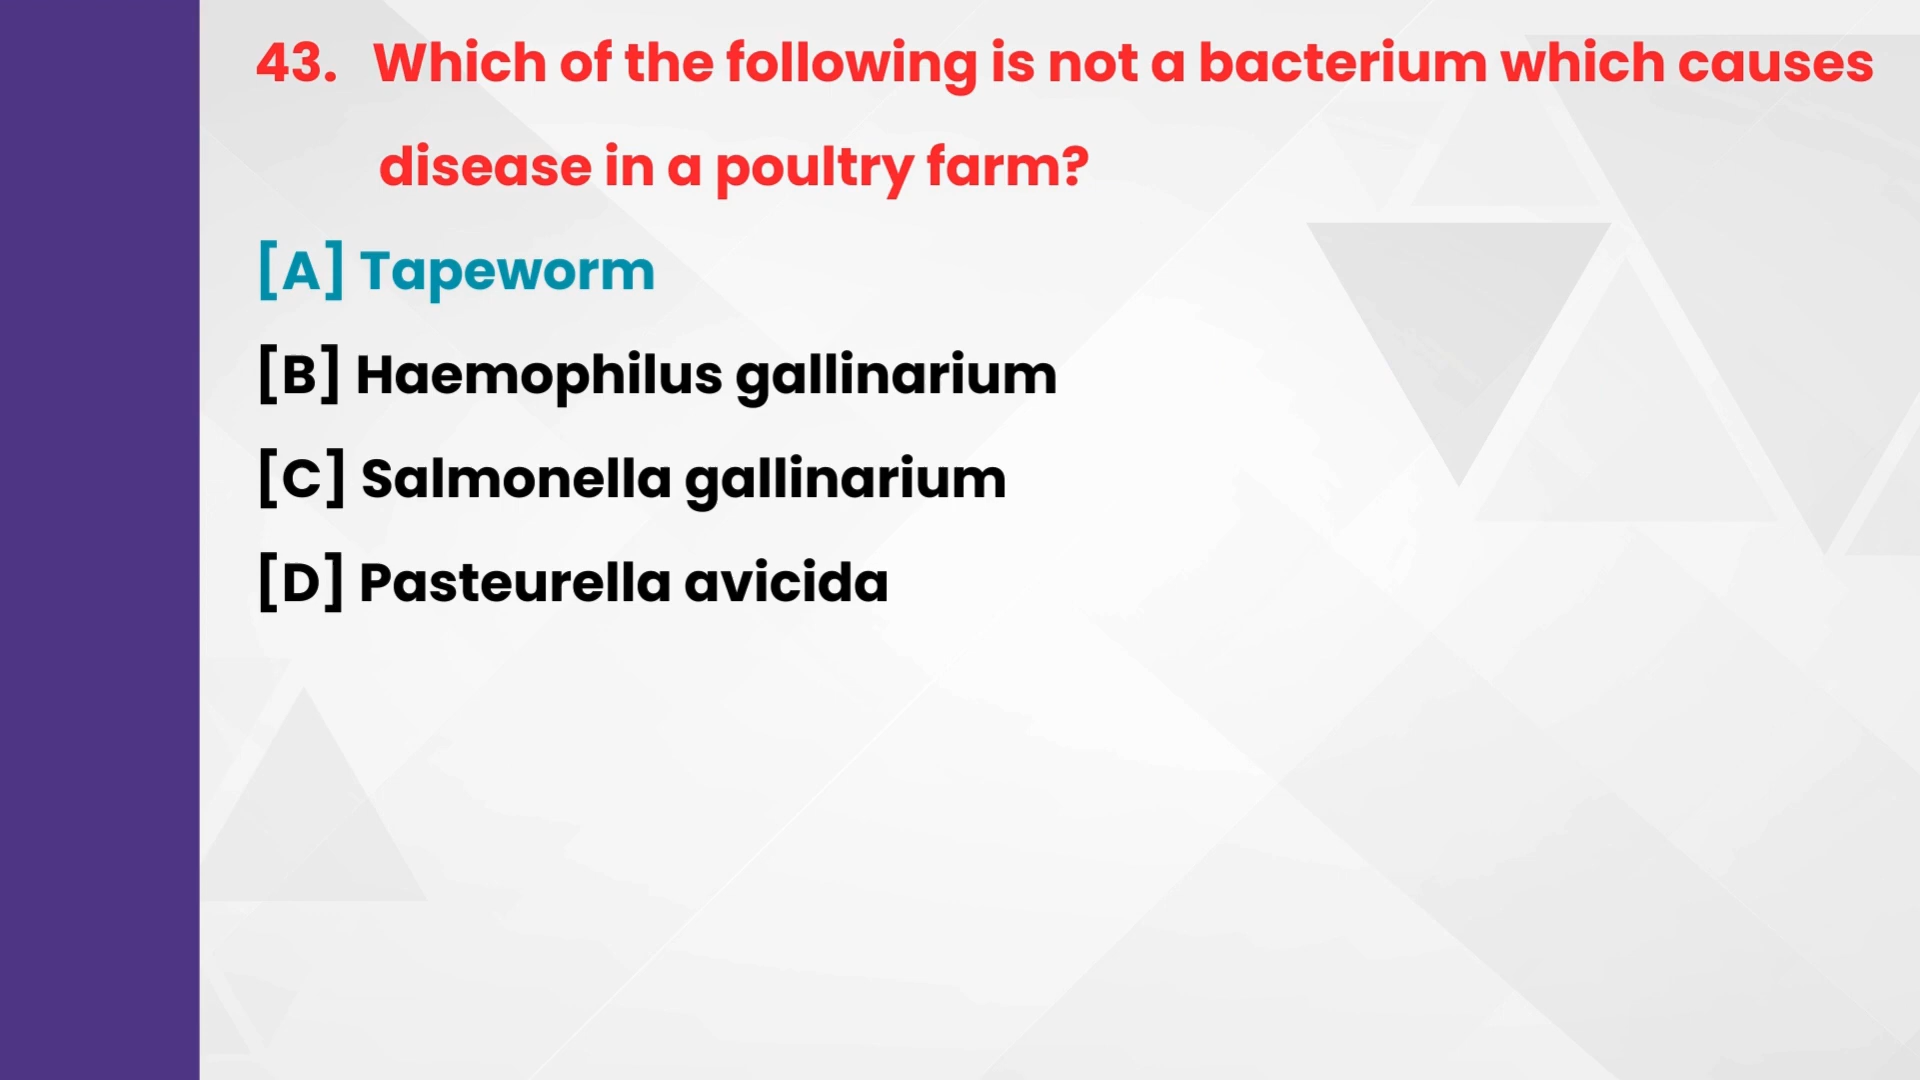 43. Which of the following is not a bacterium which causes
disease in a poultry farm?
[A] Tapeworm
[B] Haemophilus gallinarium
[C] Salmonella gallinarium
[D] Pasteurella avicida